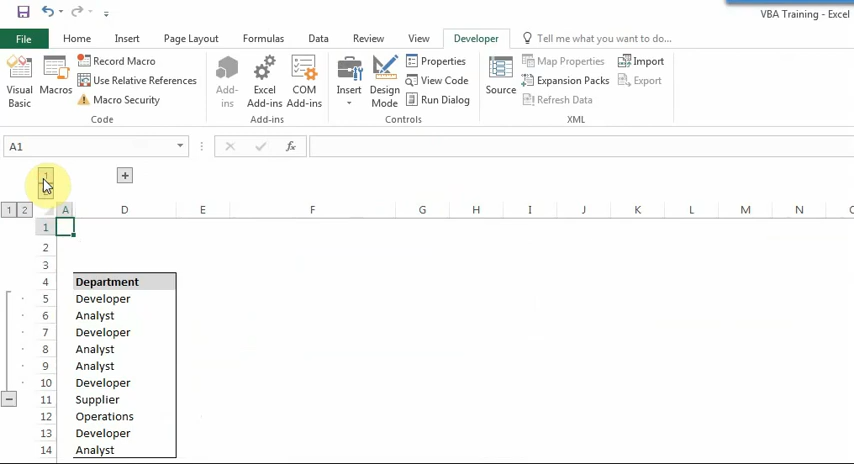 VBA Training - Excel
File Home Insert Page Layout Formulas Data Review View Developer Tell me what you want to do...
Visual Basic
Macros
Record Macro
Use Relative References
Macro Security
Code
Add-ins
Excel Add-ins
COM Add-ins
Add-ins
Insert
Design Mode
Properties
View Code
Run Dialog
Controls
Source
Map Properties
Expansion Packs
Refresh Data
Import
Export
XML
A1 fx
1
1 2 A D E F G H I J K L M N
1
2
3
4 Department
5 Developer
6 Analyst
7 Developer
8 Analyst
9 Analyst
10 Developer
11 Supplier
12 Operations
13 Developer
14 Analyst